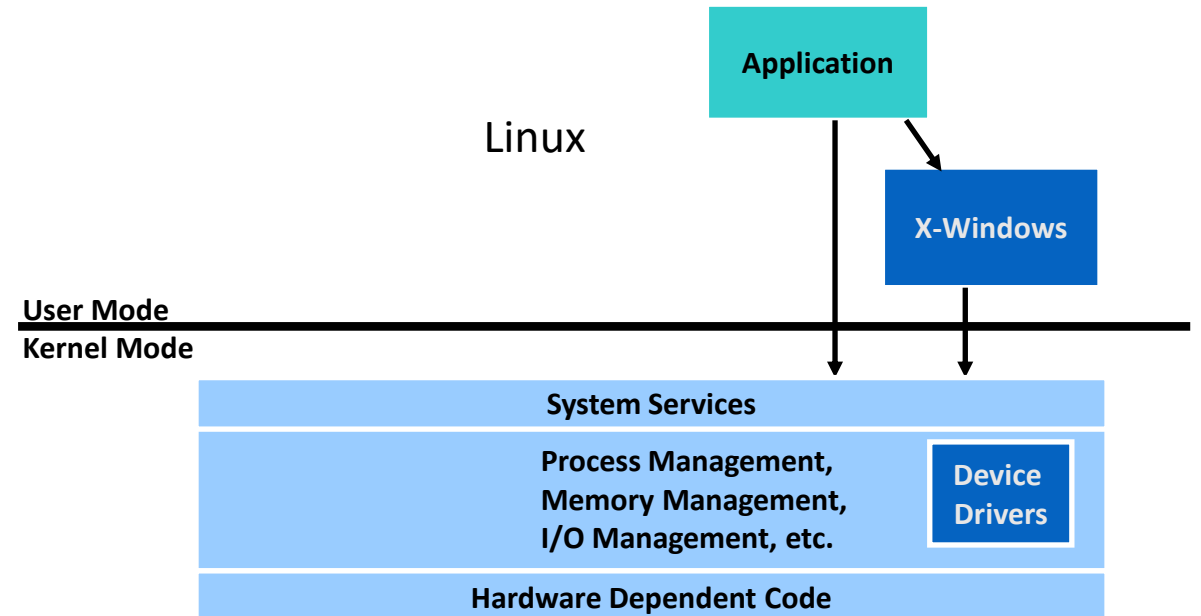 Application
Linux
X-Windows
User Mode
Kernel Mode
System Services
Process Management,
Memory Management,
I/O Management, etc.
Device
Drivers
Hardware Dependent Code